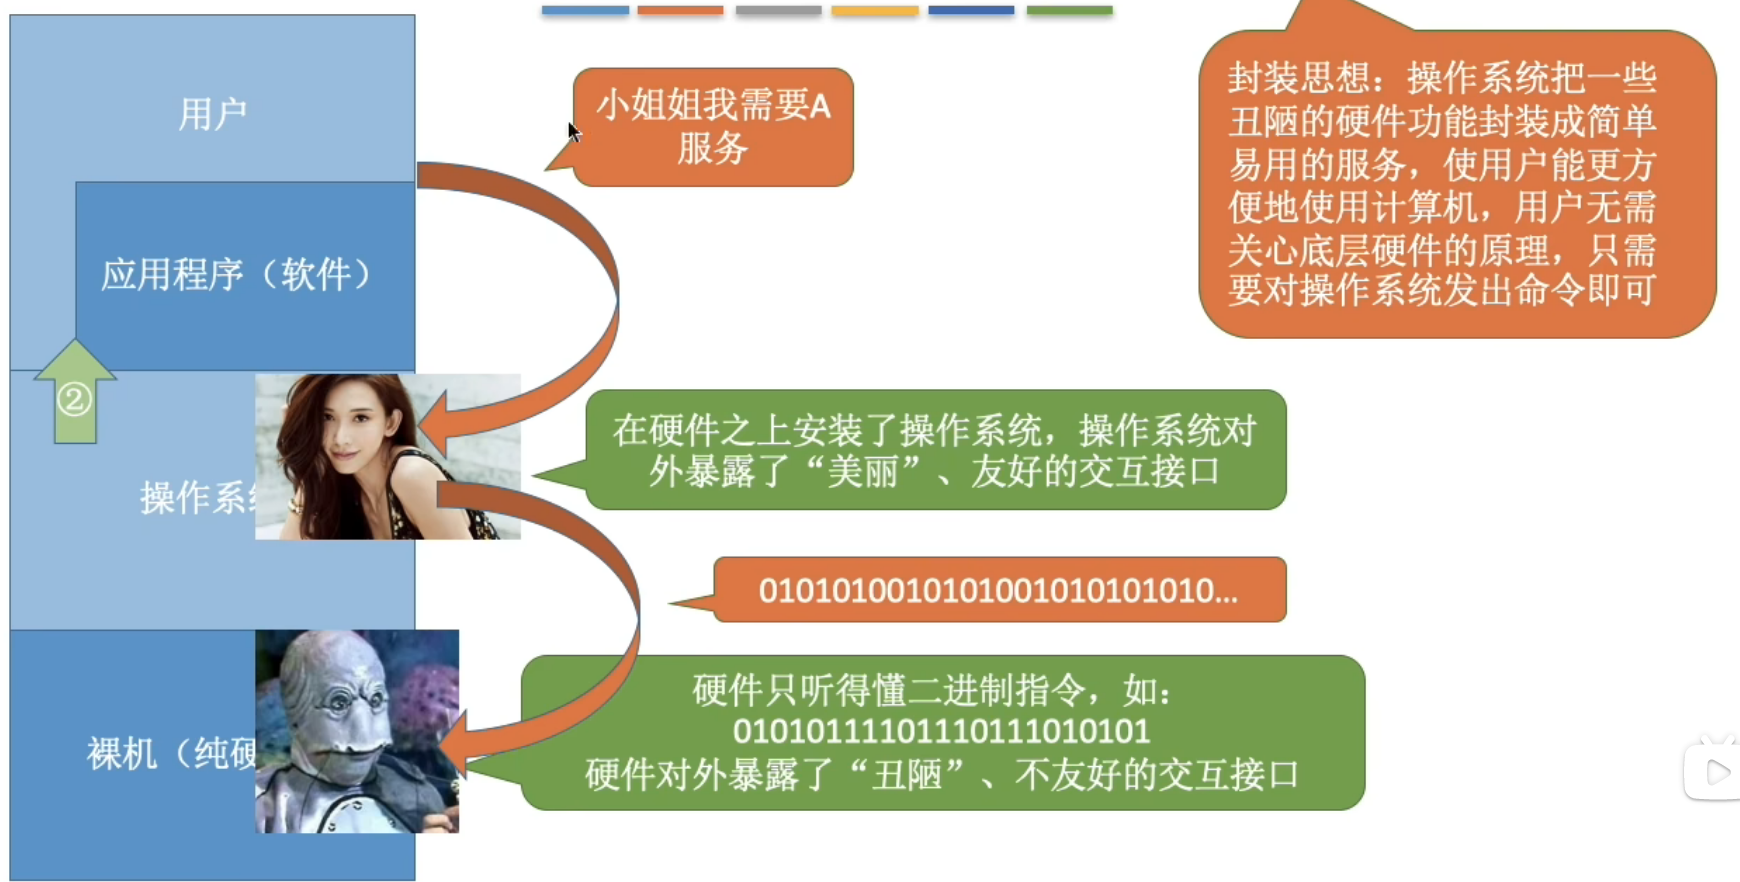 用户
应用程序（软件）
②
操作系
裸机（纯硬
小姐姐我需要A
服务
封装思想：操作系统把一些
丑陋的硬件功能封装成简单
易用的服务，使用户能更方
便地使用计算机，用户无需
关心底层硬件的原理，只需
要对操作系统发出命令即可
在硬件之上安装了操作系统，操作系统对
外暴露了“美丽”、友好的交互接口
0101010010101001010101010...
硬件只听得懂二进制指令，如：
01010111101110111010101
硬件对外暴露了“丑陋”、不友好的交互接口